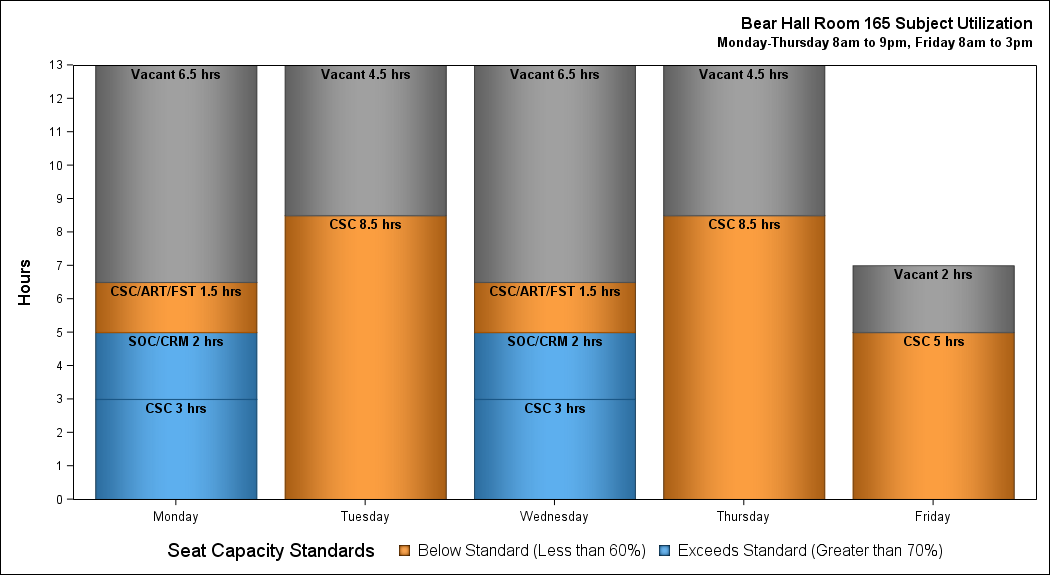 Bear Hall Room 165 Subject Utilization
Monday-Thursday 8am to 9pm, Friday 8am to 3pm
Hours
13
12
11
10
9
8
7
6
5
4
3
2
1
0
Vacant 6.5 hrs
CSC/ART/FST 1.5 hrs
SOC/CRM 2 hrs
CSC 3 hrs
Vacant 4.5 hrs
CSC 8.5 hrs
Vacant 6.5 hrs
CSC/ART/FST 1.5 hrs
SOC/CRM 2 hrs
CSC 3 hrs
Vacant 4.5 hrs
CSC 8.5 hrs
Vacant 2 hrs
CSC 5 hrs
Monday Tuesday Wednesday Thursday Friday
Seat Capacity Standards Below Standard (Less than 60%) Exceeds Standard (Greater than 70%)